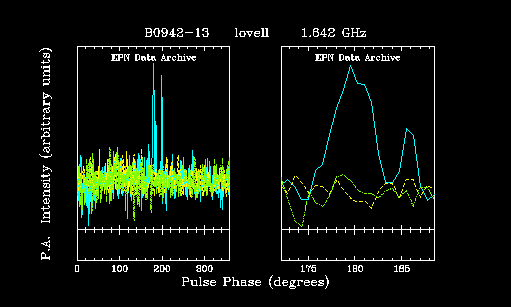 B0942-13 lovell 1.642 GHz
EPN Data Archive
EPN Data Archive
P.A. Intensity (arbitrary units)
0 100 200 300
175 180 185
Pulse Phase (degrees)